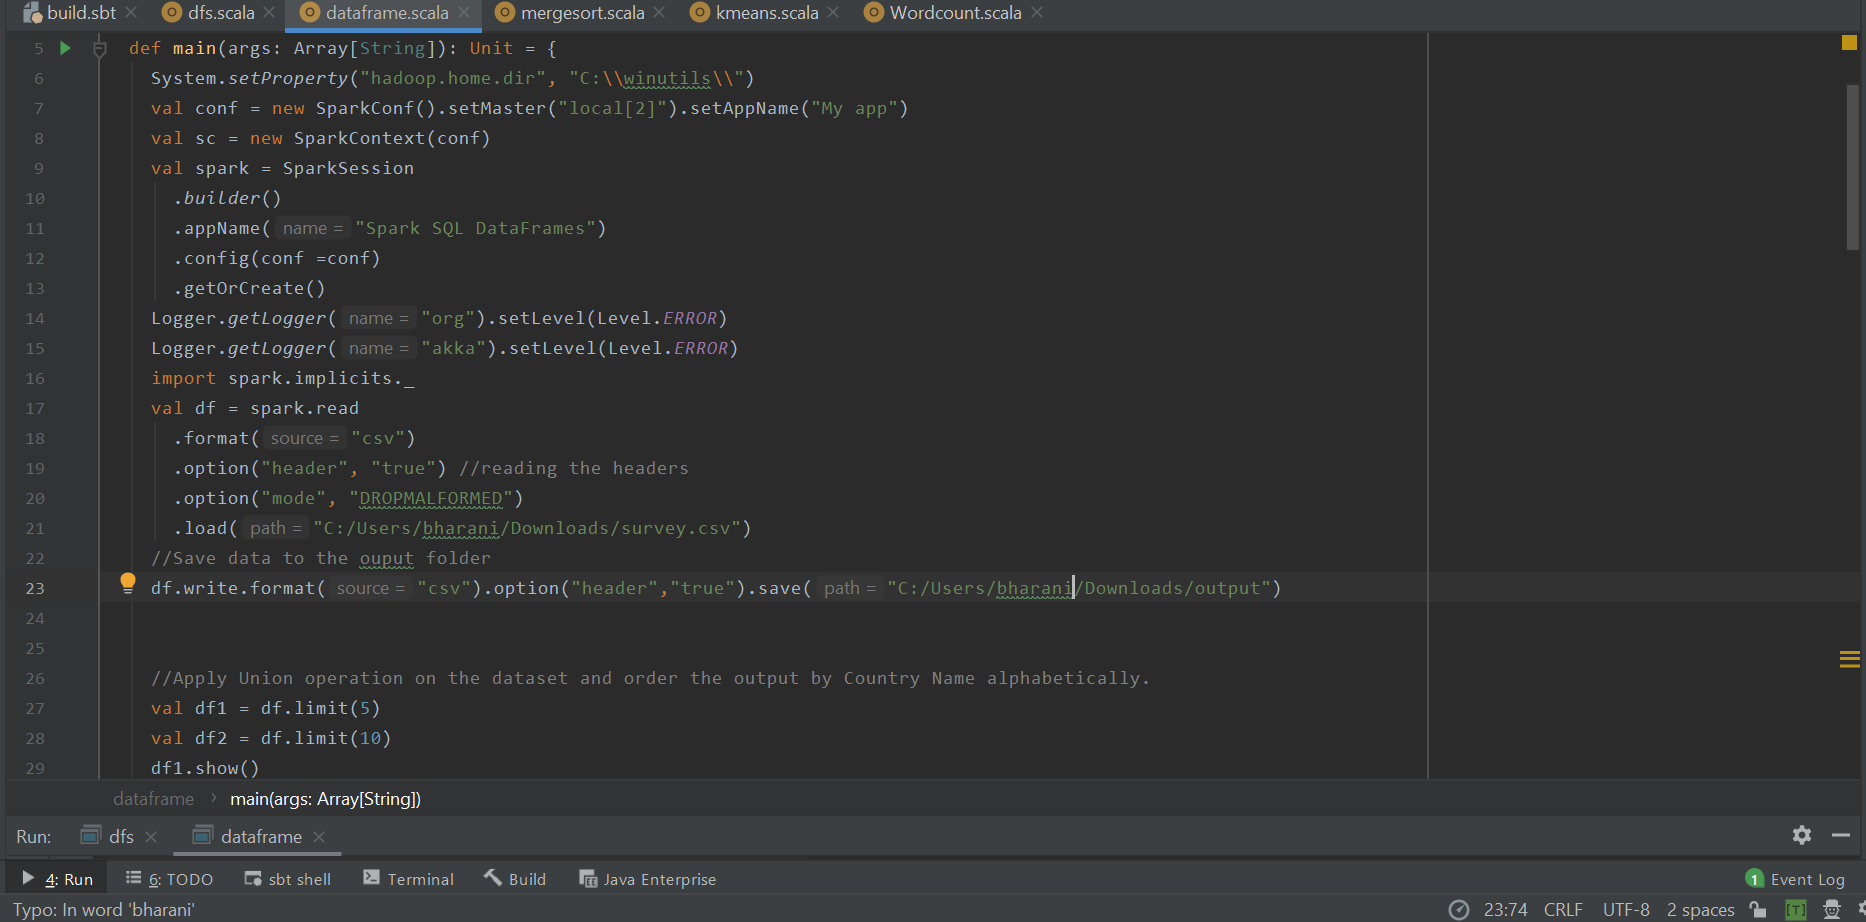 build.sbt dfs.scala dataframe.scala mergesort.scala kmeans.scala Wordcount.scala
5 def main(args: Array[String]): Unit = {
6 System.setProperty("hadoop.home.dir", "C:\\winutils\\")
7 val conf = new SparkConf().setMaster("local[2]").setAppName("My app")
8 val sc = new SparkContext(conf)
9 val spark = SparkSession
10 .builder()
11 .appName( name = "Spark SQL DataFrames")
12 .config(conf =conf)
13 .getOrCreate()
14 Logger.getLogger( name = "org").setLevel(Level.ERROR)
15 Logger.getLogger( name = "akka").setLevel(Level.ERROR)
16 import spark.implicits._
17 val df = spark.read
18 .format( source = "csv")
19 .option("header", "true") //reading the headers
20 .option("mode", "DROPMALFORMED")
21 .load( path = "C:/Users/bharani/Downloads/survey.csv")
22 //Save data to the ouput folder
23 df.write.format( source = "csv").option("header","true").save( path = "C:/Users/bharani/Downloads/output")
24
25
26 //Apply Union operation on the dataset and order the output by Country Name alphabetically.
27 val df1 = df.limit(5)
28 val df2 = df.limit(10)
29 df1.show()
dataframe › main(args: Array[String])
Run: dfs dataframe
4: Run 6: TODO sbt shell Terminal Build Java Enterprise 1 Event Log
Typo: In word 'bharani' 23:74 CRLF UTF-8 2 spaces [T]